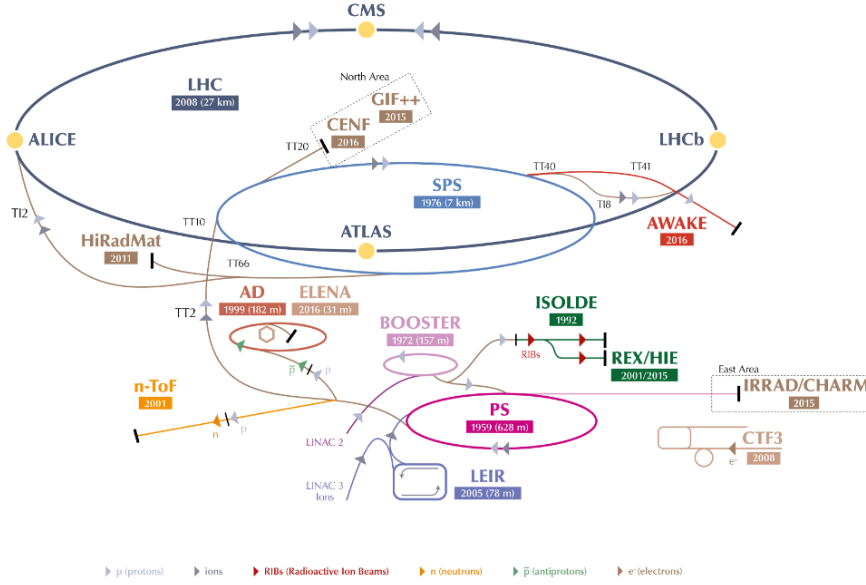 CMS
North Area
LHC
2008 (27 km)
GIF++
2015
CENF
2016
TT20
ALICE
LHCb
TT40
TT41
SPS
1976 (7 km)
TI8
TT10
TI2
ATLAS
AWAKE
2016
HiRadMat
2011
TT66
AD
1999 (182 m)
ELENA
2016 (31 m)
ISOLDE
1992
TT2
BOOSTER
1972 (157 m)
RIBs
REX/HIE
2001/2015
East Area
p̅
p
n-ToF
2001
IRRAD/CHARM
2015
PS
1959 (628 m)
n
p
LINAC 2
CTF3
2008
e-
LEIR
2005 (78 m)
LINAC 3
Ions
p (protons)
ions
RIBs (Radioactive Ion Beams)
n (neutrons)
p̅ (antiprotons)
e- (electrons)